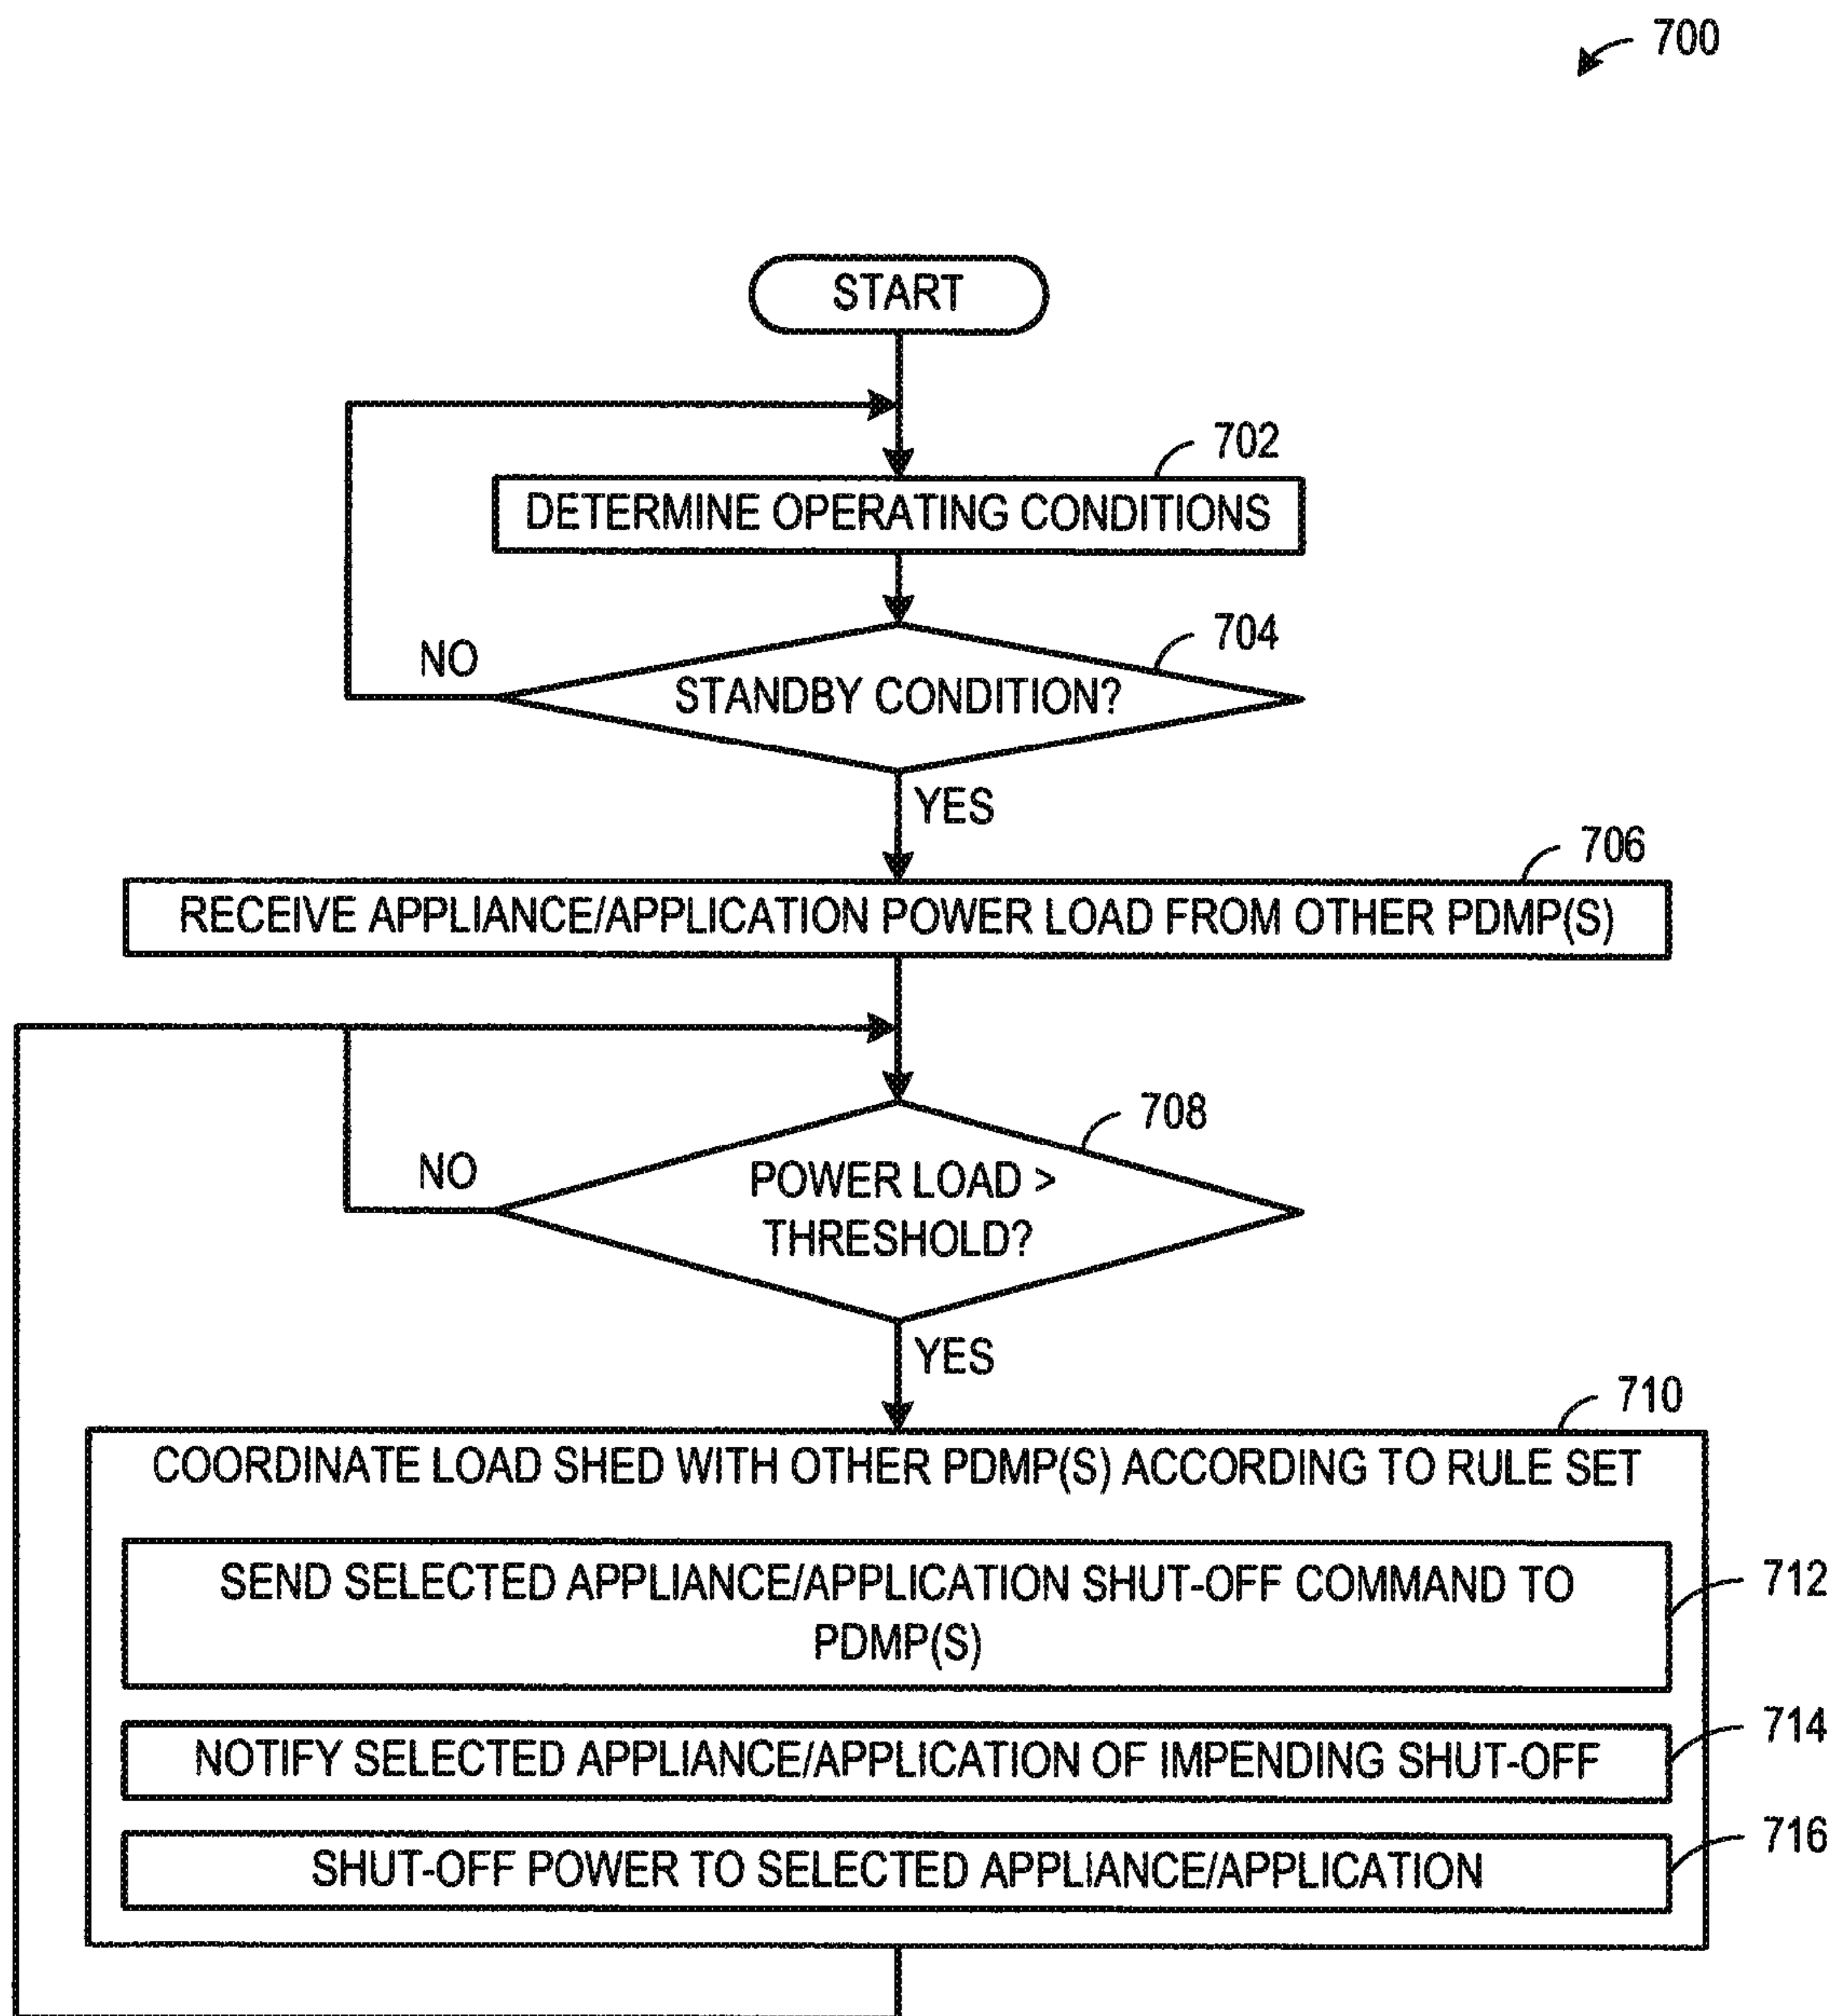 700
START
702
DETERMINE OPERATING CONDITIONS
704
NO
STANDBY CONDITION?
YES
706
RECEIVE APPLIANCE/APPLICATION POWER LOAD FROM OTHER PDMP(S)
708
NO
POWER LOAD >
THRESHOLD?
YES
710
COORDINATE LOAD SHED WITH OTHER PDMP(S) ACCORDING TO RULE SET
SEND SELECTED APPLIANCE/APPLICATION SHUT-OFF COMMAND TO
PDMP(S)
712
NOTIFY SELECTED APPLIANCE/APPLICATION OF IMPENDING SHUT-OFF
714
SHUT-OFF POWER TO SELECTED APPLIANCE/APPLICATION
716